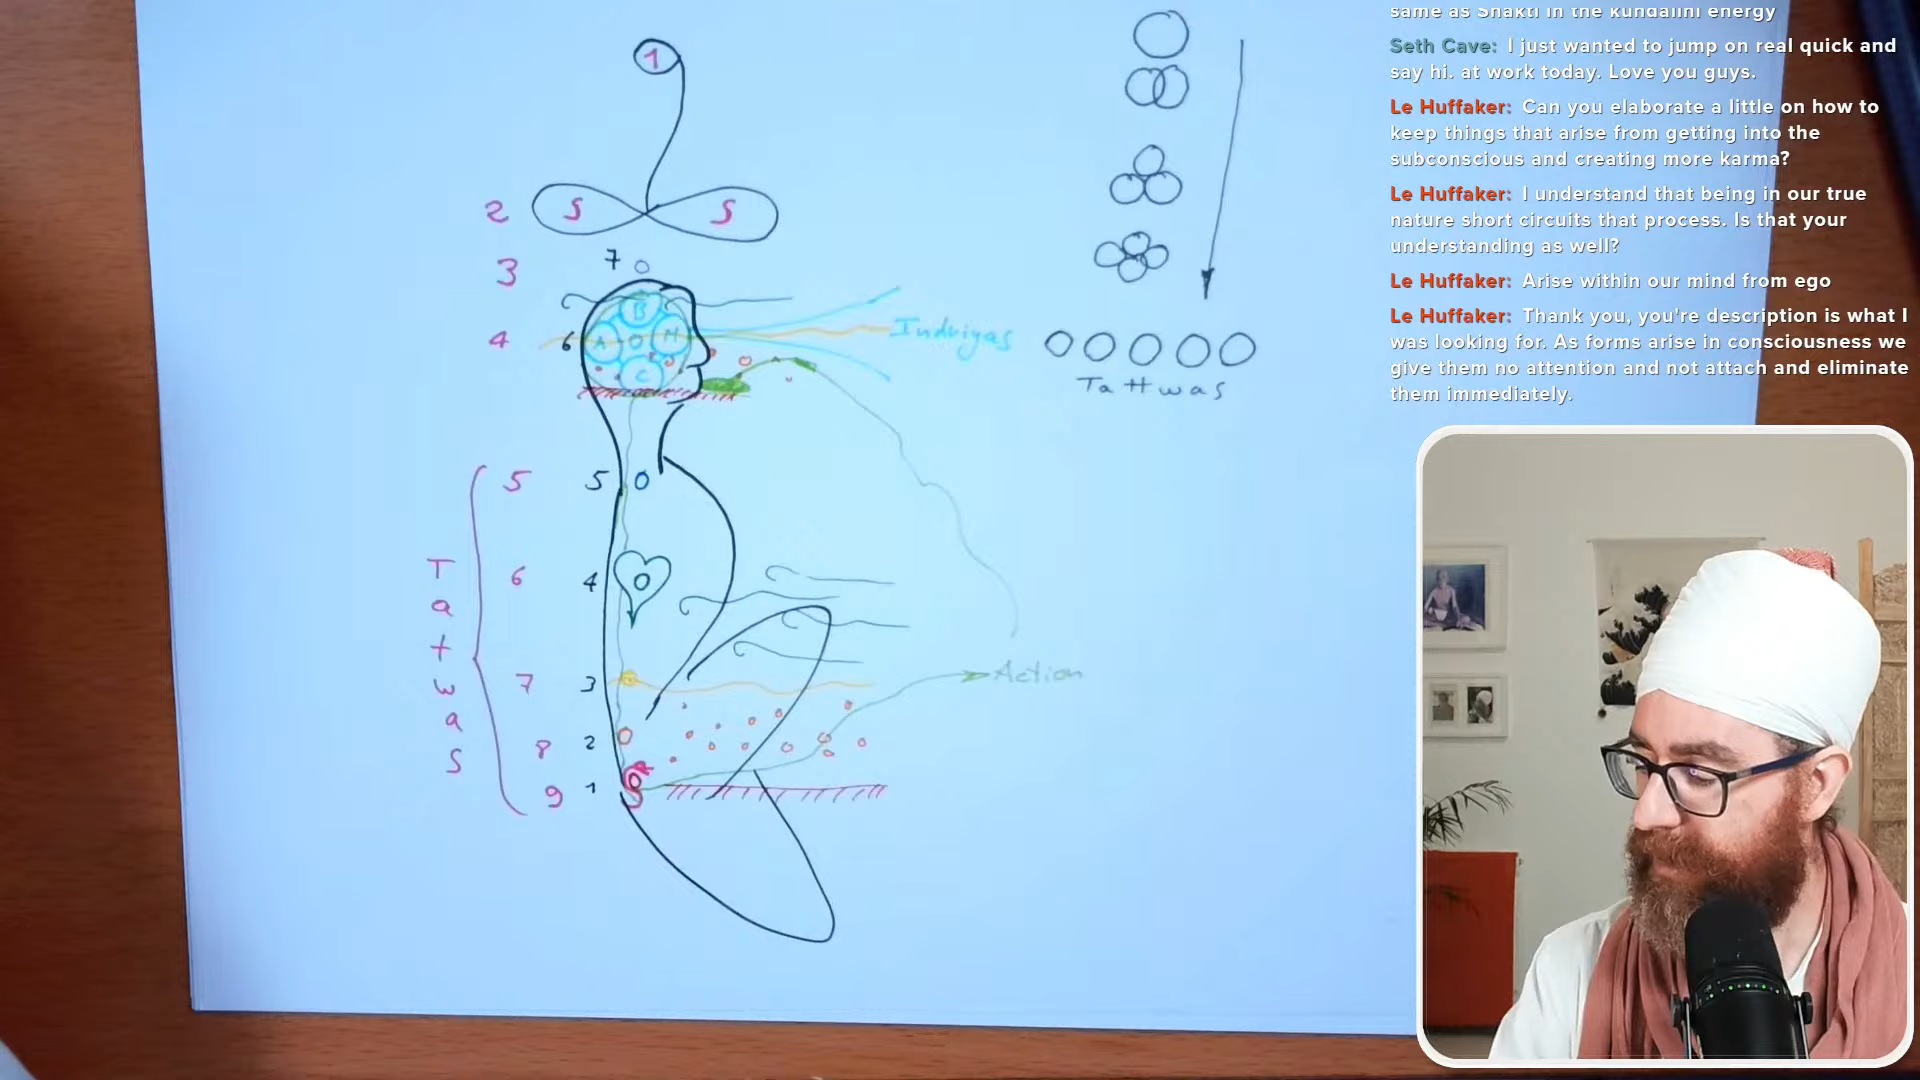 1
2 S S
7
3
B
4 6 A O M Indriyas
C
Tattwas
5 5
6 4
7 3
8 2
9 1
Action
T
a
t
w
a
s
same as Shakti in the kundalini energy
Seth Cave: I just wanted to jump on real quick and
say hi. at work today. Love you guys.
Le Huffaker: Can you elaborate a little on how to
keep things that arise from getting into the
subconscious and creating more karma?
Le Huffaker: I understand that being in our true
nature short circuits that process. Is that your
understanding as well?
Le Huffaker: Arise within our mind from ego
Le Huffaker: Thank you, you're description is what I
was looking for. As forms arise in consciousness we
give them no attention and not attach and eliminate
them immediately.